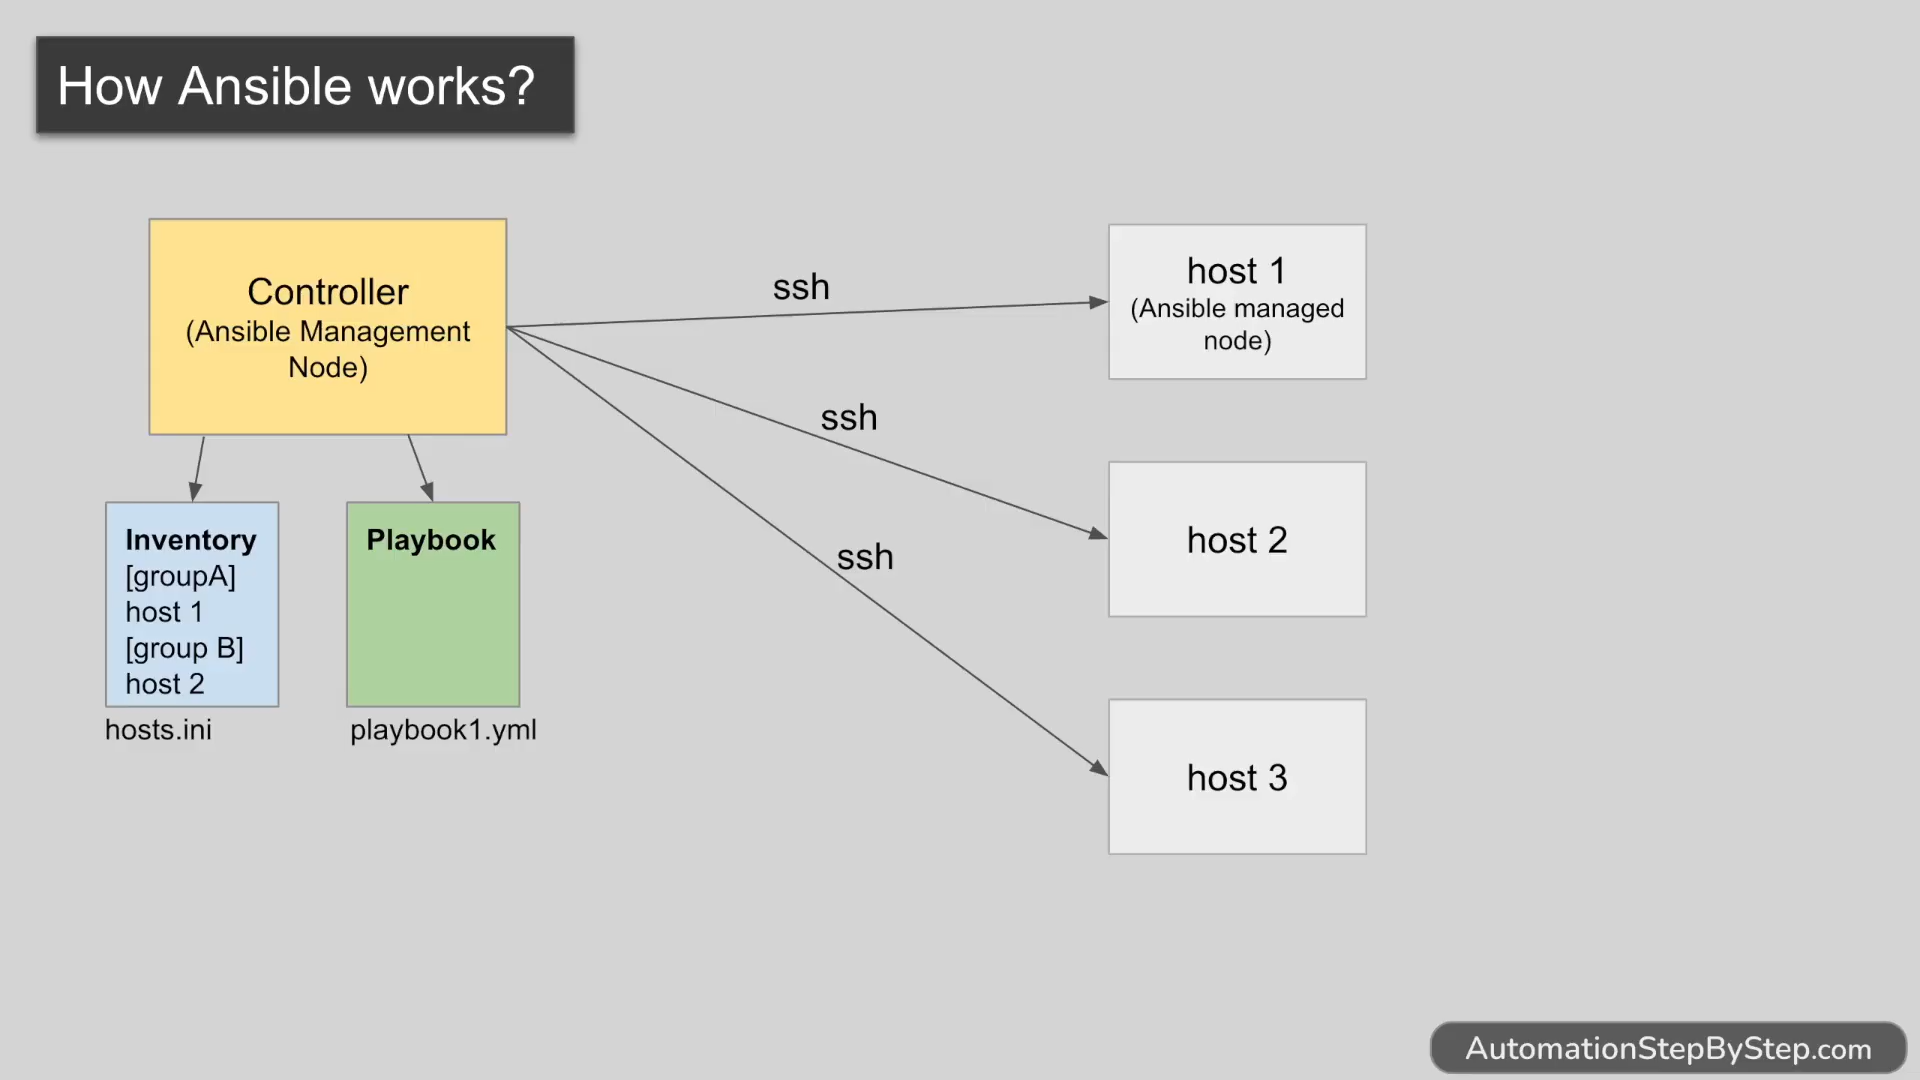 How Ansible works?
Controller
(Ansible Management
Node)
ssh
ssh
ssh
host 1
(Ansible managed
node)
host 2
host 3
Inventory
[groupA]
host 1
[group B]
host 2
hosts.ini
Playbook
playbook1.yml
AutomationStepByStep.com